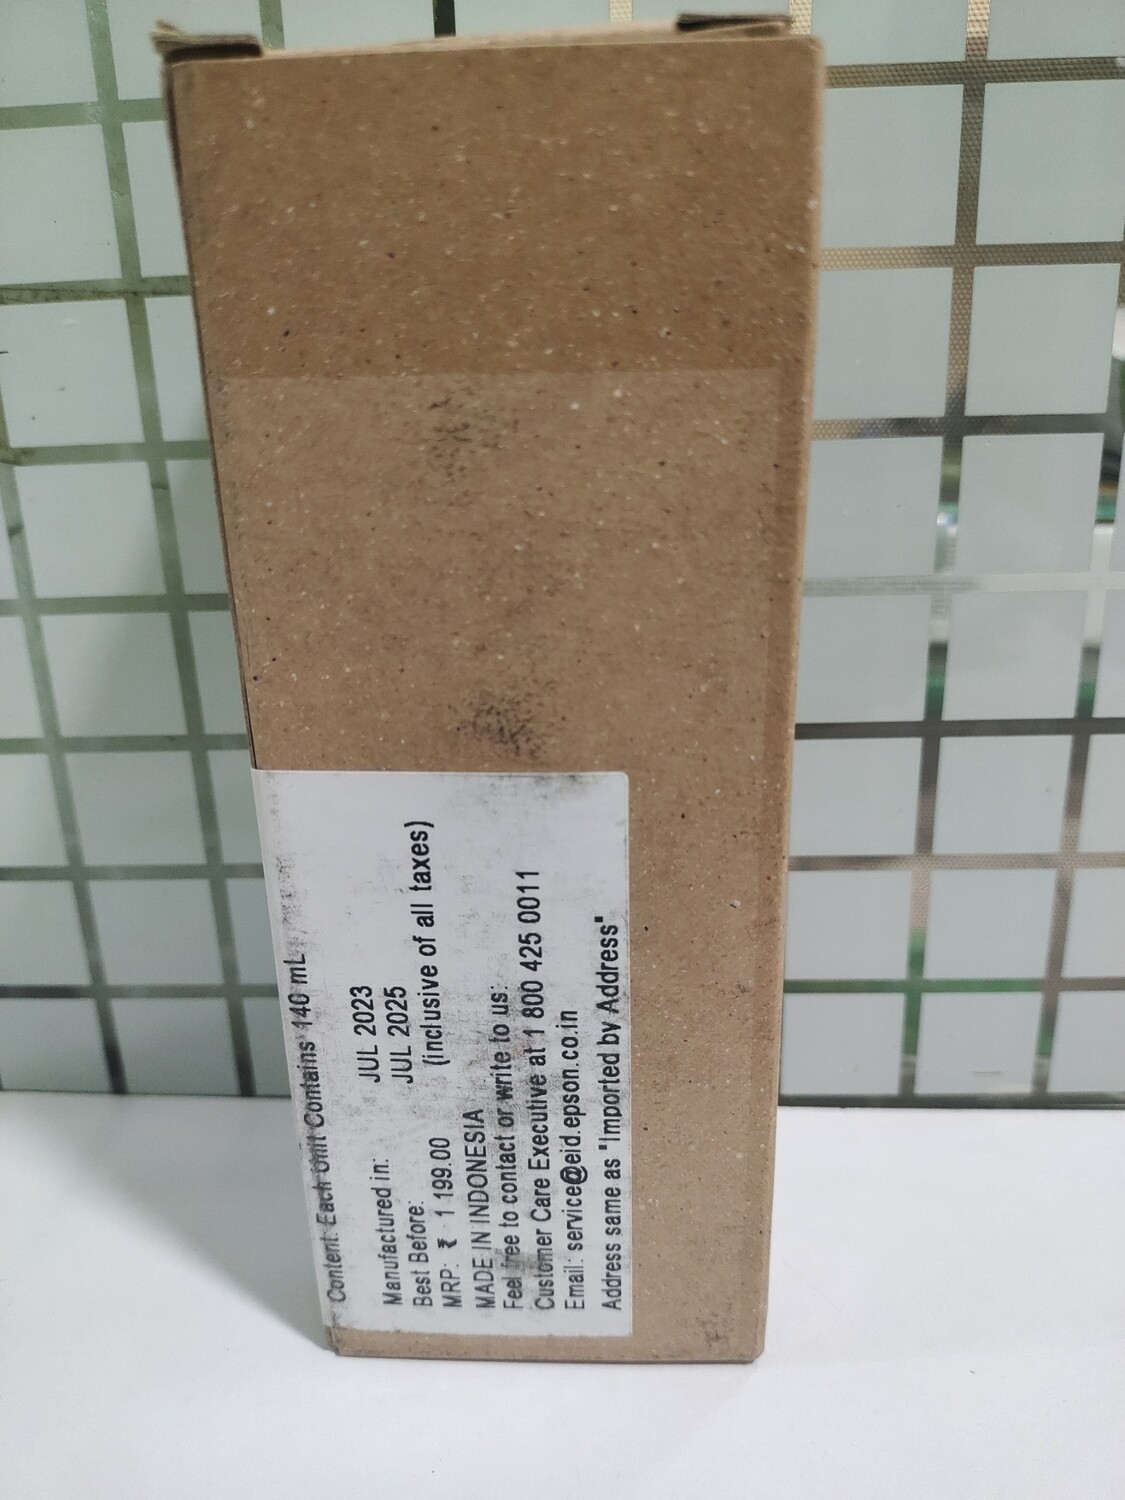 Content: Each Unit Contains 140 mL
Manufactured in: JUL 2023
Best Before: JUL 2025
MRP: ₹ 1 199.00 (inclusive of all taxes)
MADE IN INDONESIA
Feel free to contact or write to us:
Customer Care Executive at 1 800 425 0011
Email: service@eid.epson.co.in
Address same as "Imported by Address"